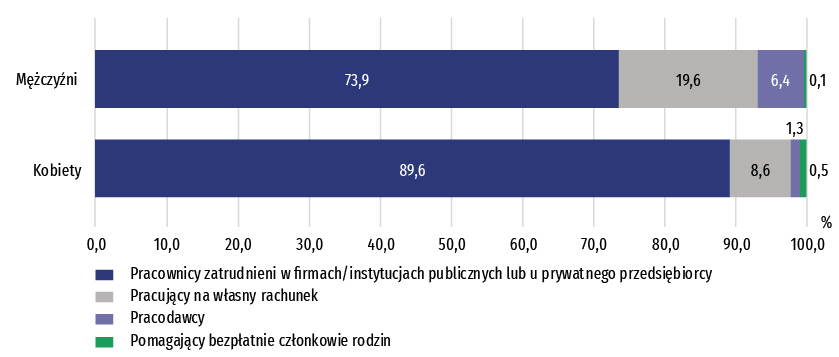 Mężczyźni 73,9 19,6 6,4 0,1
1,3
Kobiety 89,6 8,6 0,5
%
0,0 10,0 20,0 30,0 40,0 50,0 60,0 70,0 80,0 90,0 100,0
Pracownicy zatrudnieni w firmach/instytucjach publicznych lub u prywatnego przedsiębiorcy
Pracujący na własny rachunek
Pracodawcy
Pomagający bezpłatnie członkowie rodzin